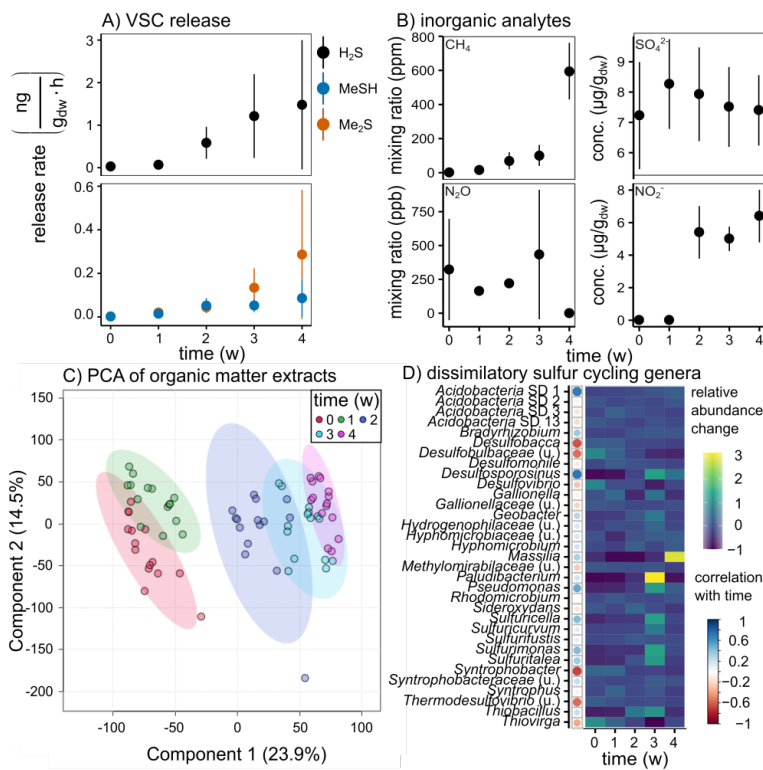 A) VSC release
B) inorganic analytes
release rate ( ng / g_dw · h )
3
2
1
0
H₂S
MeSH
Me₂S
0.6
0.4
0.2
0.0
0 1 2 3 4
time (w)
mixing ratio (ppm)
CH₄
800
600
400
200
0
conc. (µg/g_dw)
SO₄²⁻
9
8
7
6
mixing ratio (ppb)
N₂O
750
500
250
0
0 1 2 3 4
conc. (µg/g_dw)
NO₂⁻
8
6
4
2
0
0 1 2 3 4
time (w)
C) PCA of organic matter extracts
time (w)
0 1 2
3 4
Component 2 (14.5%)
150
100
50
0
-50
-100
-150
-200
-100 -50 0 50 100
Component 1 (23.9%)
D) dissimilatory sulfur cycling genera
Acidobacteria SD 1
Acidobacteria SD 2
Acidobacteria SD 3
Acidobacteria SD 13
Bradyrhizobium
Desulfobacca
Desulfobulbaceae (u.)
Desulfomonile
Desulfosporosinus
Desulfovibrio
Gallionella
Gallionellaceae (u.)
Geobacter
Hydrogenophilaceae (u.)
Hyphomicrobiaceae (u.)
Hyphomicrobium
Massilia
Methylomirabilaceae (u.)
Paludibacterium
Pseudomonas
Rhodomicrobium
Sideroxydans
Sulfuricella
Sulfuricurvum
Sulfurifustis
Sulfurimonas
Sulfuritalea
Syntrophobacter
Syntrophobacteraceae (u.)
Syntrophus
Thermodesulfovibrio (u.)
Thiobacillus
Thiovirga
0 1 2 3 4
time (w)
relative
abundance
change
3
2
1
0
−1
correlation
with time
1
0.5
0
−0.5
−1